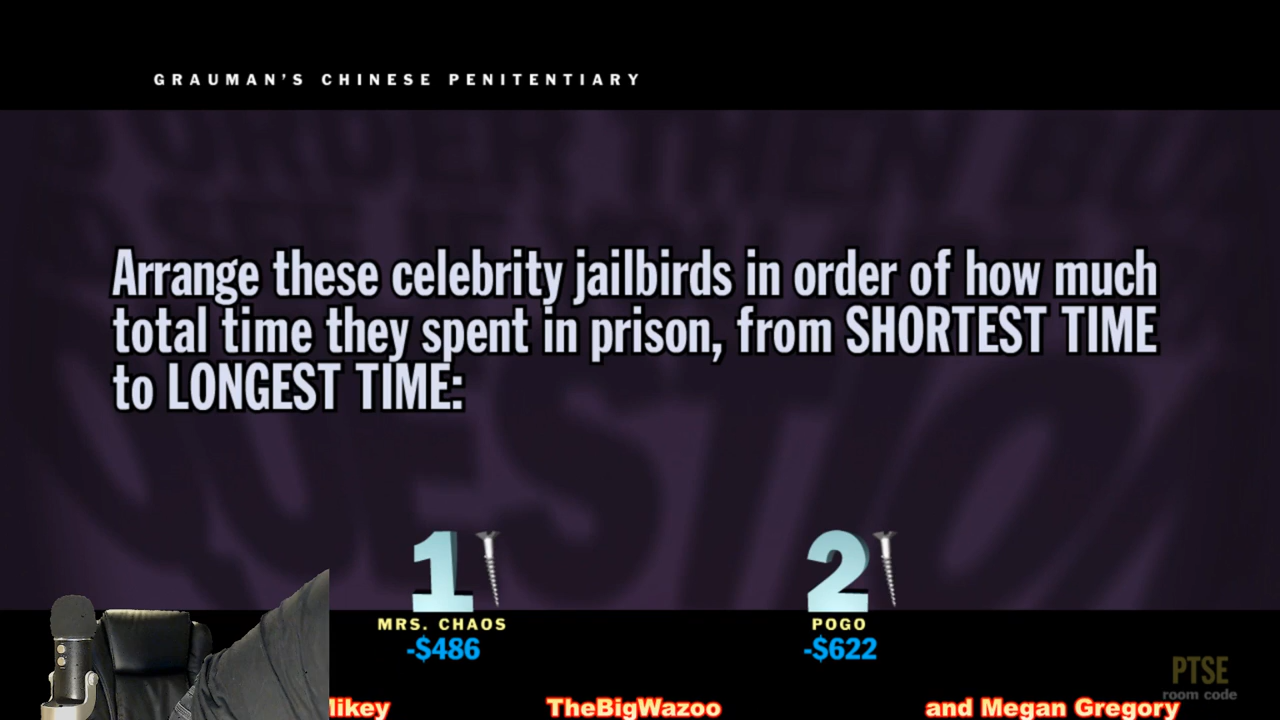 GRAUMAN'S CHINESE PENITENTIARY
Arrange these celebrity jailbirds in order of how much
total time they spent in prison, from SHORTEST TIME
to LONGEST TIME:
1 2
MRS. CHAOS POGO
-$486 -$622
PTSE
room code
Mikey TheBigWazoo and Megan Gregory